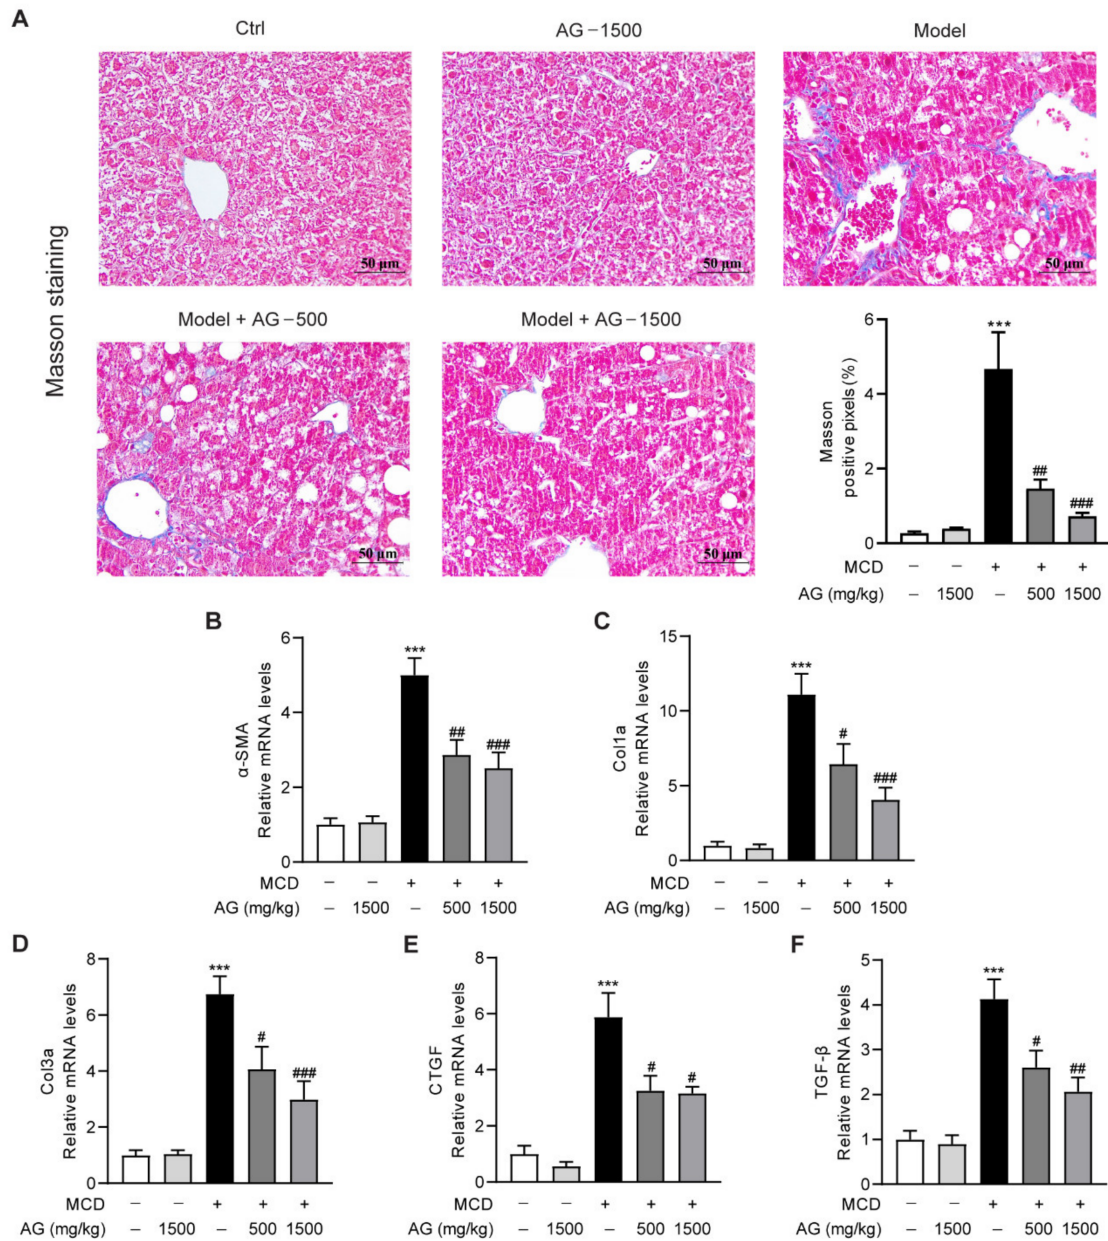 A
Ctrl
AG–1500
Model
Masson staining
50 µm
50 µm
50 µm
Model + AG–500
Model + AG–1500
50 µm
50 µm
Masson
positive pixels (%)
6
4
2
0
***
##
###
MCD – – + + +
AG (mg/kg) – 1500 – 500 1500
B
α-SMA
Relative mRNA levels
6
4
2
0
***
##
###
MCD – – + + +
AG (mg/kg) – 1500 – 500 1500
C
Col1a
Relative mRNA levels
15
10
5
0
***
#
###
MCD – – + + +
AG (mg/kg) – 1500 – 500 1500
D
Col3a
Relative mRNA levels
8
6
4
2
0
***
#
###
MCD – – + + +
AG (mg/kg) – 1500 – 500 1500
E
CTGF
Relative mRNA levels
8
6
4
2
0
***
#
#
MCD – – + + +
AG (mg/kg) – 1500 – 500 1500
F
TGF-β
Relative mRNA levels
5
4
3
2
1
0
***
#
##
MCD – – + + +
AG (mg/kg) – 1500 – 500 1500